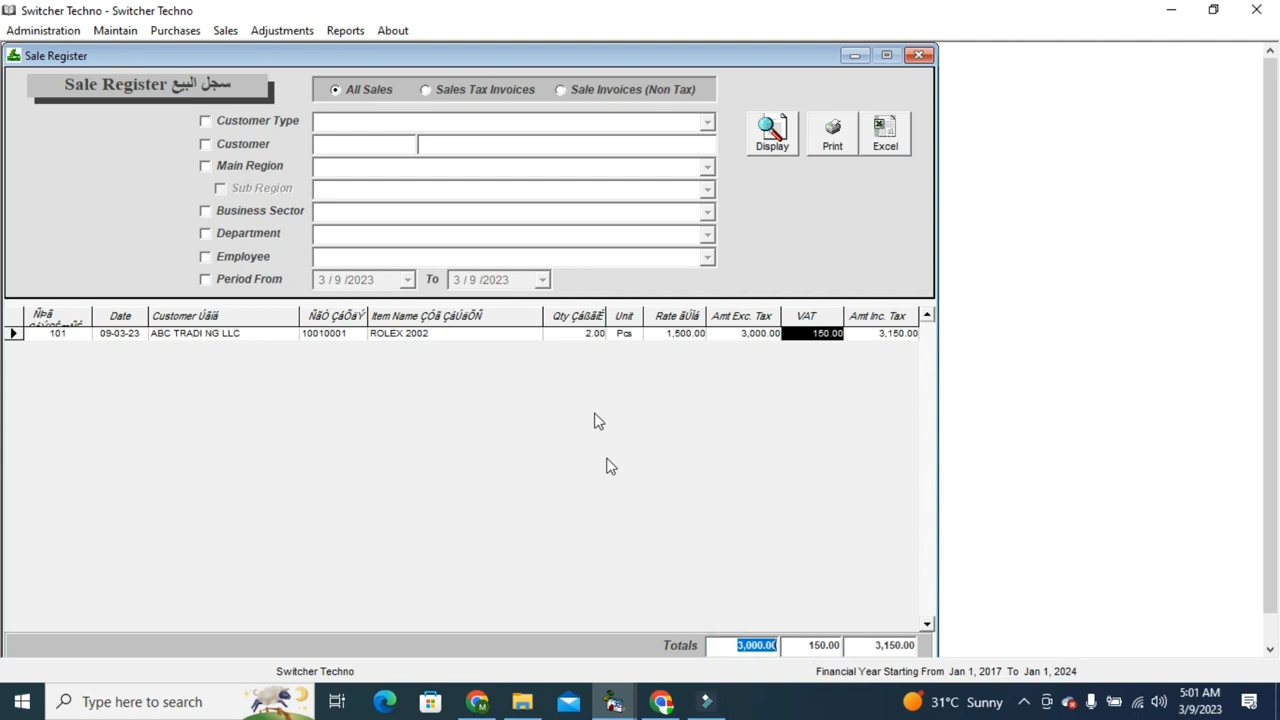 Switcher Techno - Switcher Techno
Administration Maintain Purchases Sales Adjustments Reports About
Sale Register
Sale Register سجل البيع
All Sales Sales Tax Invoices Sale Invoices (Non Tax)
Customer Type
Customer
Main Region
Sub Region
Business Sector
Department
Employee
Period From 3 / 9 /2023 To 3 / 9 /2023
Display Print Excel
Date Customer Úãíá ÑãÒ ÇáÕäÝ Item Name Unit Amt Exc. Tax VAT Amt Inc. Tax
101 09-03-23 ABC TRADI NG LLC 10010001 ROLEX 2002 2.00 Pcs 1,500.00 3,000.00 150.00 3,150.00
Totals 3,000.00 150.00 3,150.00
Switcher Techno Financial Year Starting From Jan 1, 2017 To Jan 1, 2024
Type here to search 31°C Sunny 5:01 AM
3/9/2023